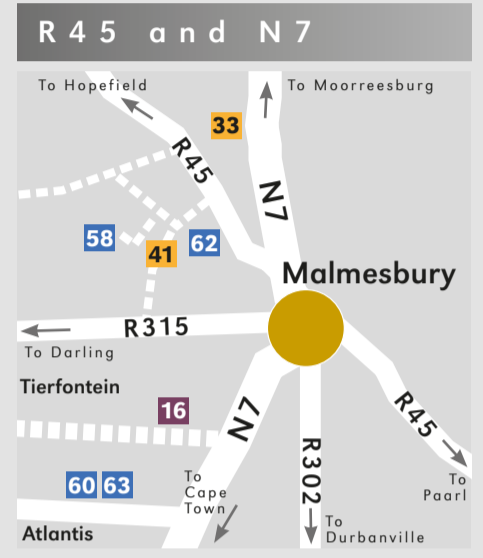 R45 and N7
To Hopefield
To Moorreesburg
33
R45
N7
58
41
62
Malmesbury
R315
To Darling
Tierfontein
16
N7
R45
R302
To
Paarl
60 63
To
Cape
Town
To
Durbanville
Atlantis